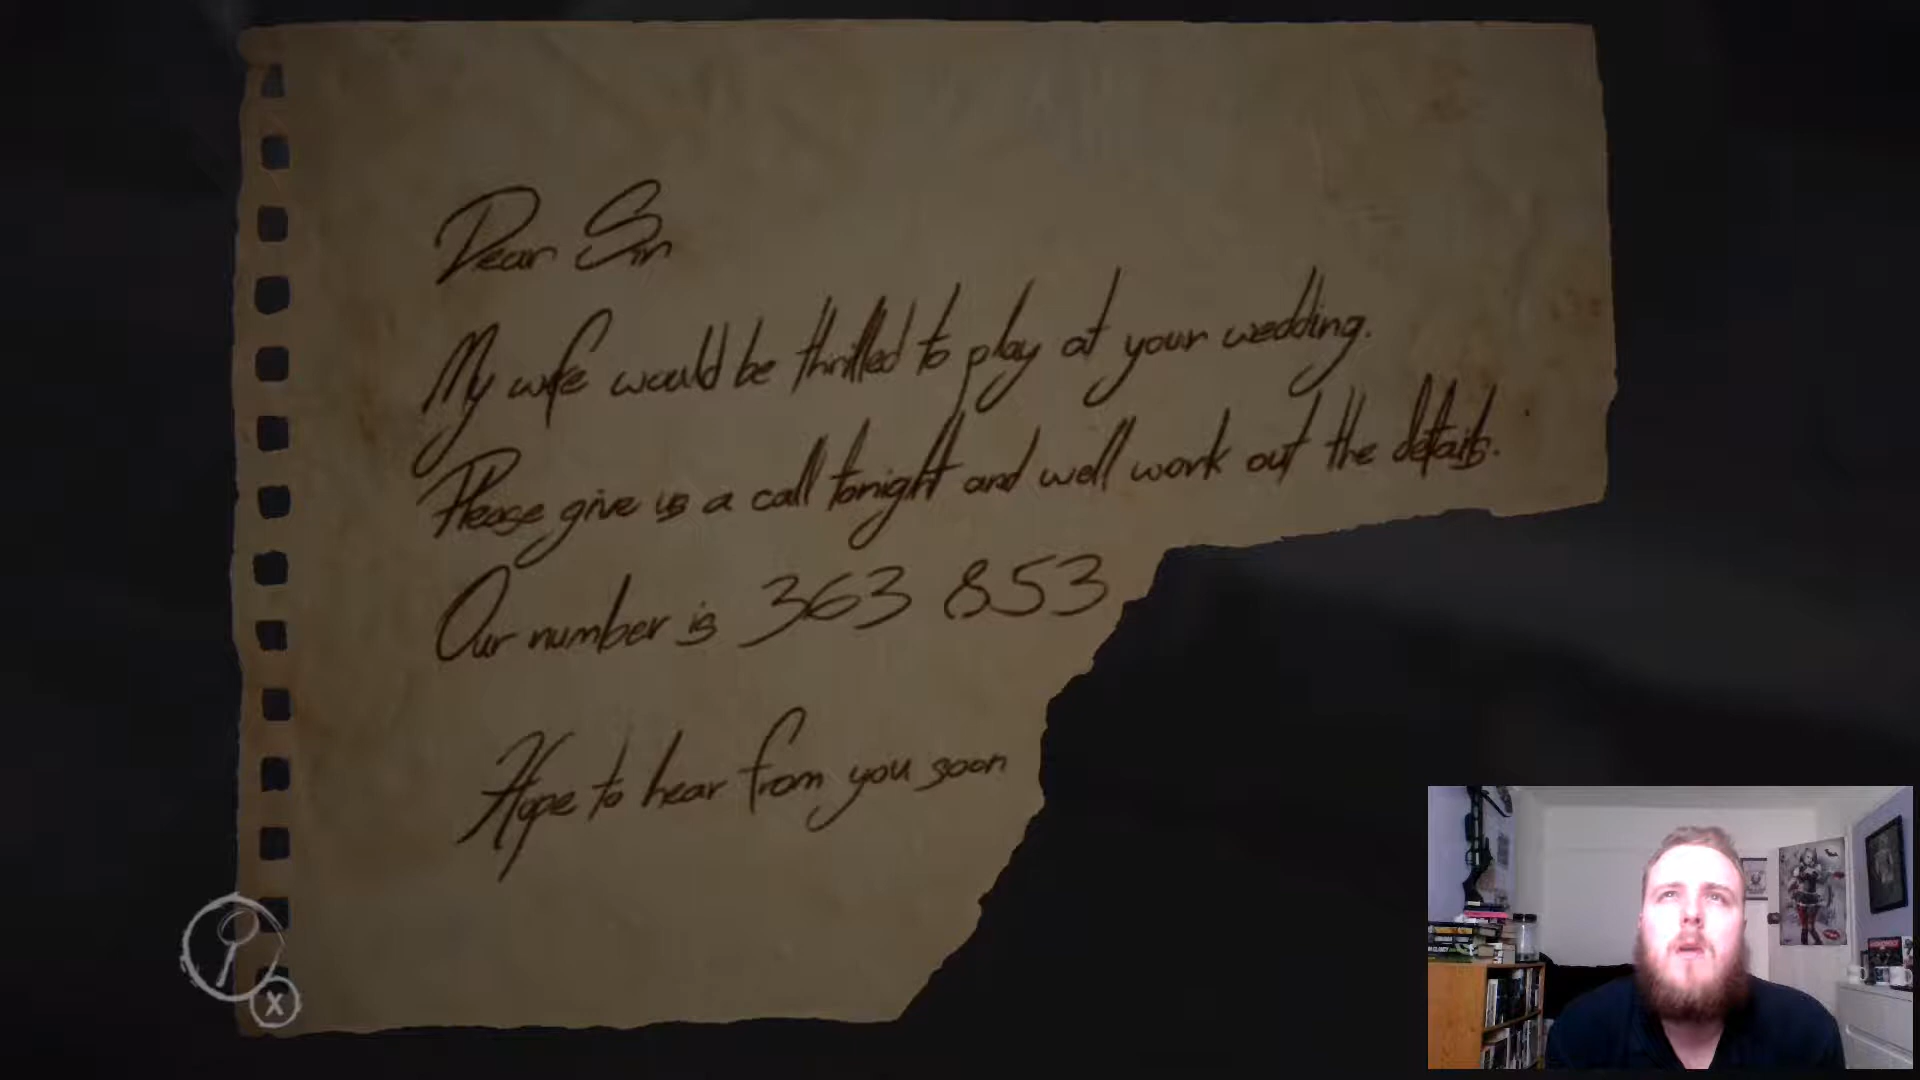 Dear Sir
My wife would be thrilled to play at your wedding.
Please give us a call tonight and well work out the details.
Our number is 363 853
Hope to hear from you soon
X